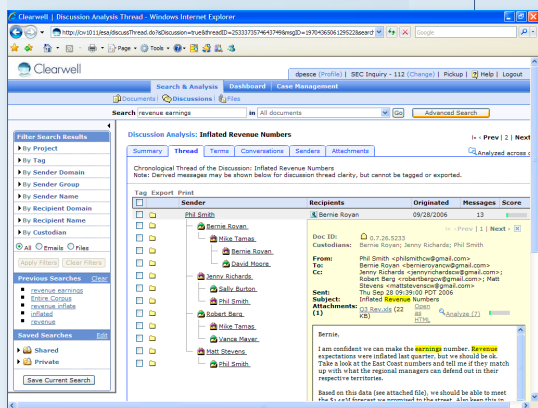 Clearwell | Discussion Analysis Thread - Windows Internet Explorer
Google
Page Tools
Clearwell
dpesce (Profile) | SEC Inquiry - 112 (Change) | Pickup | Help | Logout
Search & Analysis Dashboard Case Management
Documents Discussions Files
Search revenue earnings in All documents Go Advanced Search
Filter Search Results
By Project
By Tag
By Sender Domain
By Sender Group
By Sender Name
By Recipient Domain
By Recipient Name
By Custodian
All Emails Files
Apply Filters Clear Filters
Previous Searches Clear
revenue earnings
Entire Corpus
revenue inflate
inflated
revenue
Saved Searches Edit
Shared
Private
Save Current Search
Discussion Analysis: Inflated Revenue Numbers
Prev | 2 | Next
Summary Thread Terms Conversations Senders Attachments
Analyzed across
Chronological Thread of the Discussion: Inflated Revenue Numbers
Note: Derived messages may be shown below for discussion thread clarity, but cannot be tagged or exported.
Tag Export Print
Sender Recipients Originated Messages Score
Phil Smith Bernie Royan 09/28/2006 13
Bernie Royan
Mike Tamas
Bernie Royan
David Moore
Jenny Richards
Sally Burton
Phil Smith
Robert Berg
Mike Tamas
Vance Mayer
Matt Stevens
Phil Smith
Prev | 1 | Next
Doc ID: 0.7.26.5233
Custodians: Bernie Royan; Jenny Richards; Phil Smith
From: Phil Smith <philsmithcw@gmail.com>
To: Bernie Royan <bernieroyancw@gmail.com>
Cc: Jenny Richards <jennyrichardscw@gmail.com>;
Robert Berg <robertbergcw@gmail.com>; Matt
Stevens <mattstevenscw@gmail.com>
Sent: Thu Sep 28 09:39:00 PDT 2006
Subject: Inflated Revenue Numbers
Attachments: (1) Q3 Rev.xls (22 KB) Open as HTML Analyze (7)
Bernie,
I am confident we can make the earnings number. Revenue
expectations were inflated last quarter, but we should be ok.
Take a look at the East Coast numbers and tell me if they match
up with what the regional managers can defend out in their
respective territories.
Based on this data (see attached file), we should be able to meet